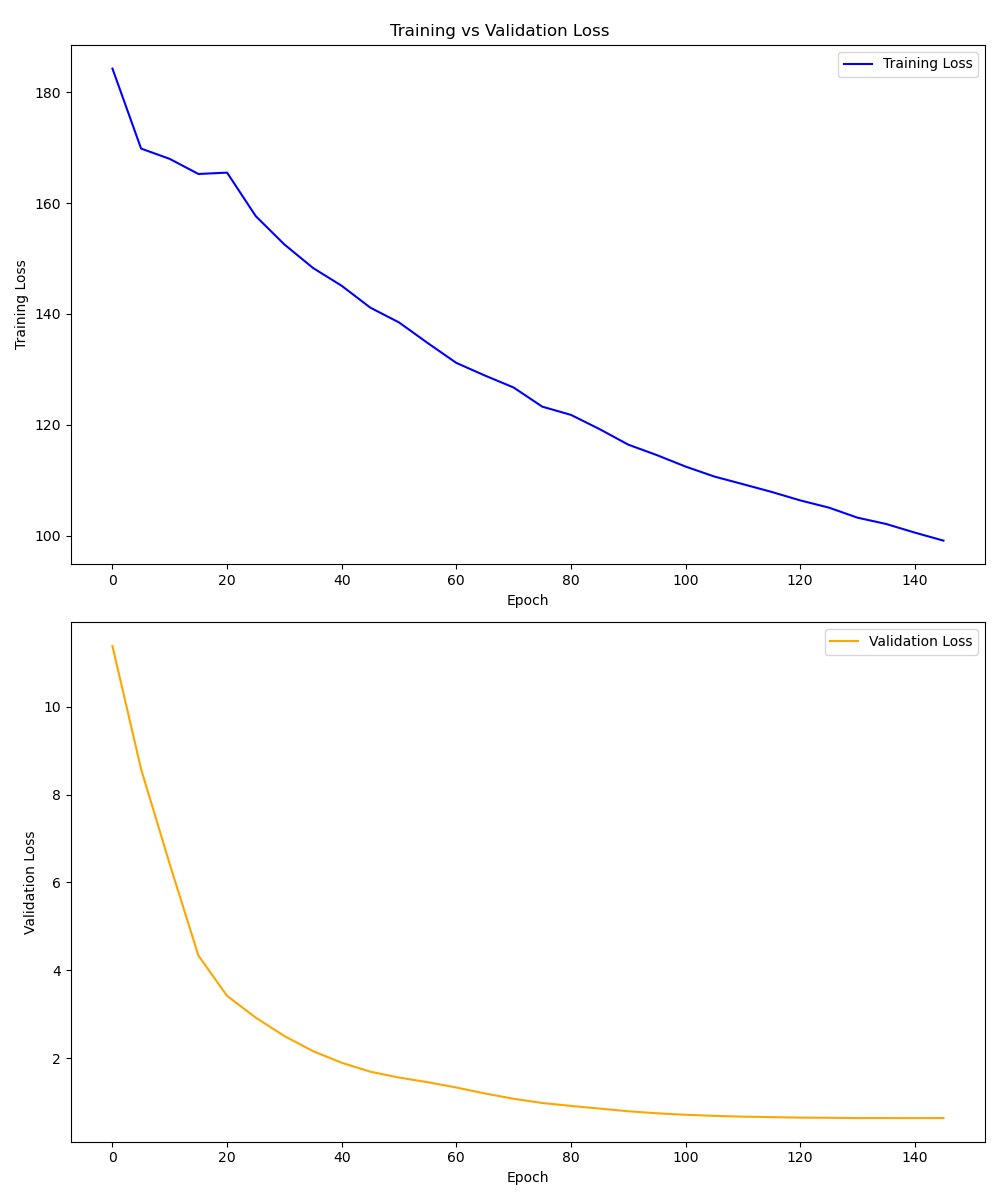 Training vs Validation Loss
Training Loss
180
160
140
120
100
Training Loss
0 20 40 60 80 100 120 140
Epoch
Validation Loss
10
8
6
4
2
Validation Loss
0 20 40 60 80 100 120 140
Epoch